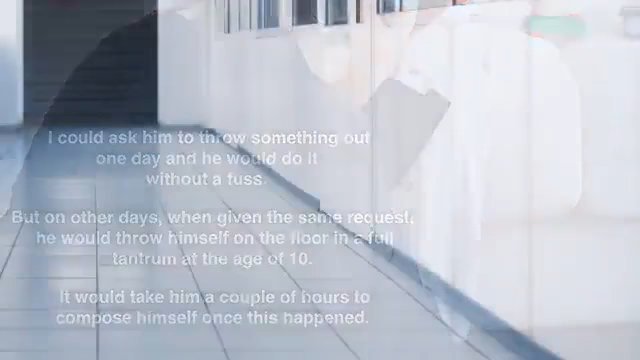 I could ask him to throw something out
one day and he would do it
without a fuss.
But on other days, when given the same request,
he would throw himself on the floor in a full
tantrum at the age of 10.
It would take him a couple of hours to
compose himself once this happened.